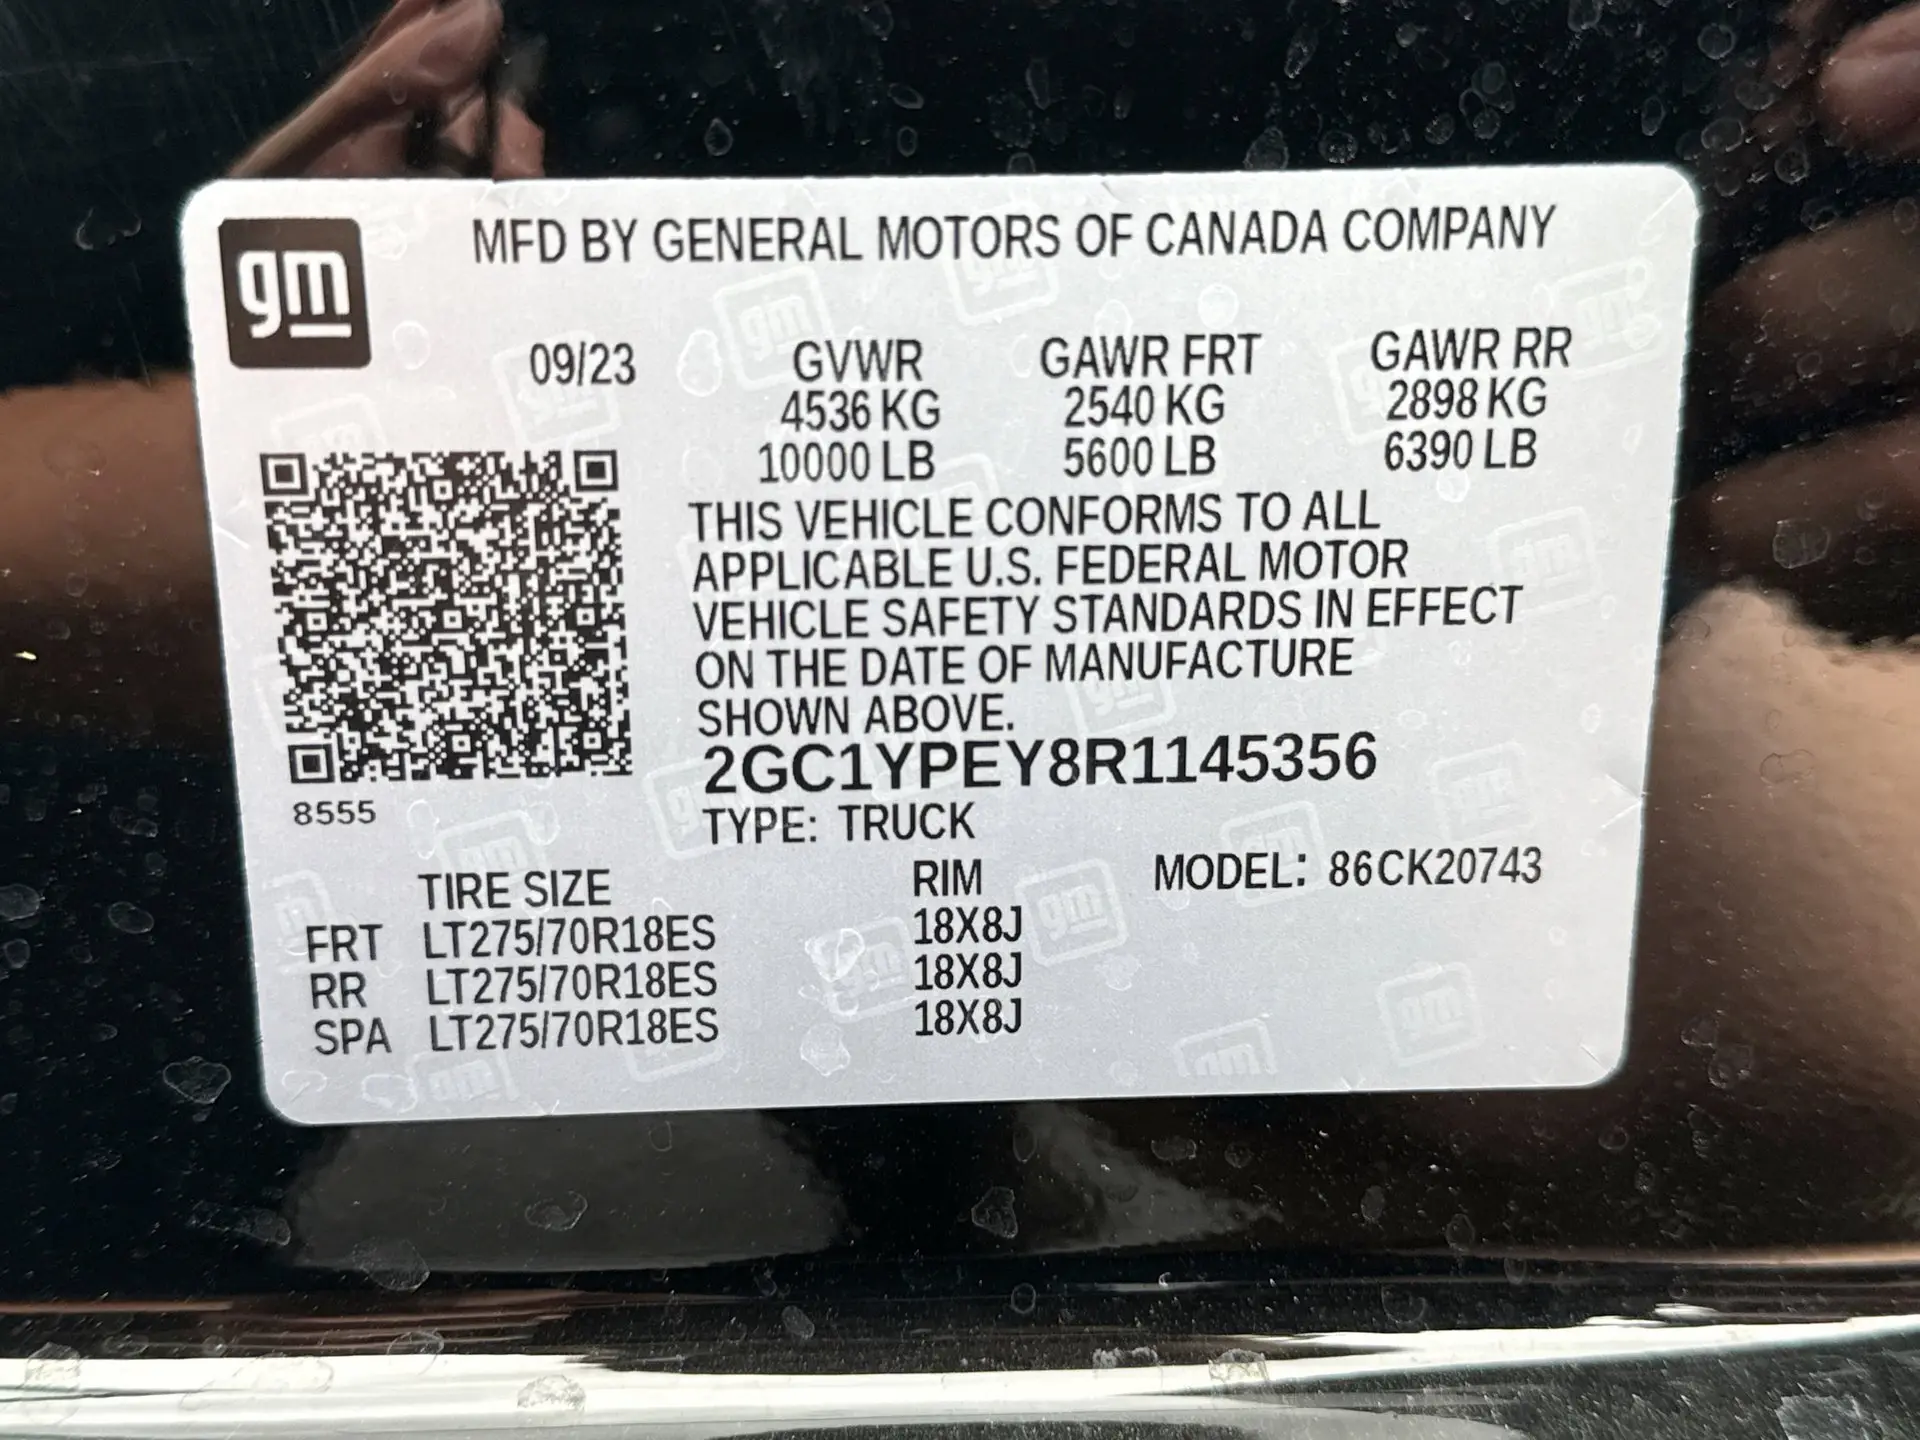 gm
MFD BY GENERAL MOTORS OF CANADA COMPANY
09/23 GVWR GAWR FRT GAWR RR
4536 KG 2540 KG 2898 KG
10000 LB 5600 LB 6390 LB
THIS VEHICLE CONFORMS TO ALL
APPLICABLE U.S. FEDERAL MOTOR
VEHICLE SAFETY STANDARDS IN EFFECT
ON THE DATE OF MANUFACTURE
SHOWN ABOVE.
2GC1YPEY8R1145356
8555
TYPE: TRUCK
MODEL: 86CK20743
TIRE SIZE RIM
FRT LT275/70R18ES 18X8J
RR LT275/70R18ES 18X8J
SPA LT275/70R18ES 18X8J